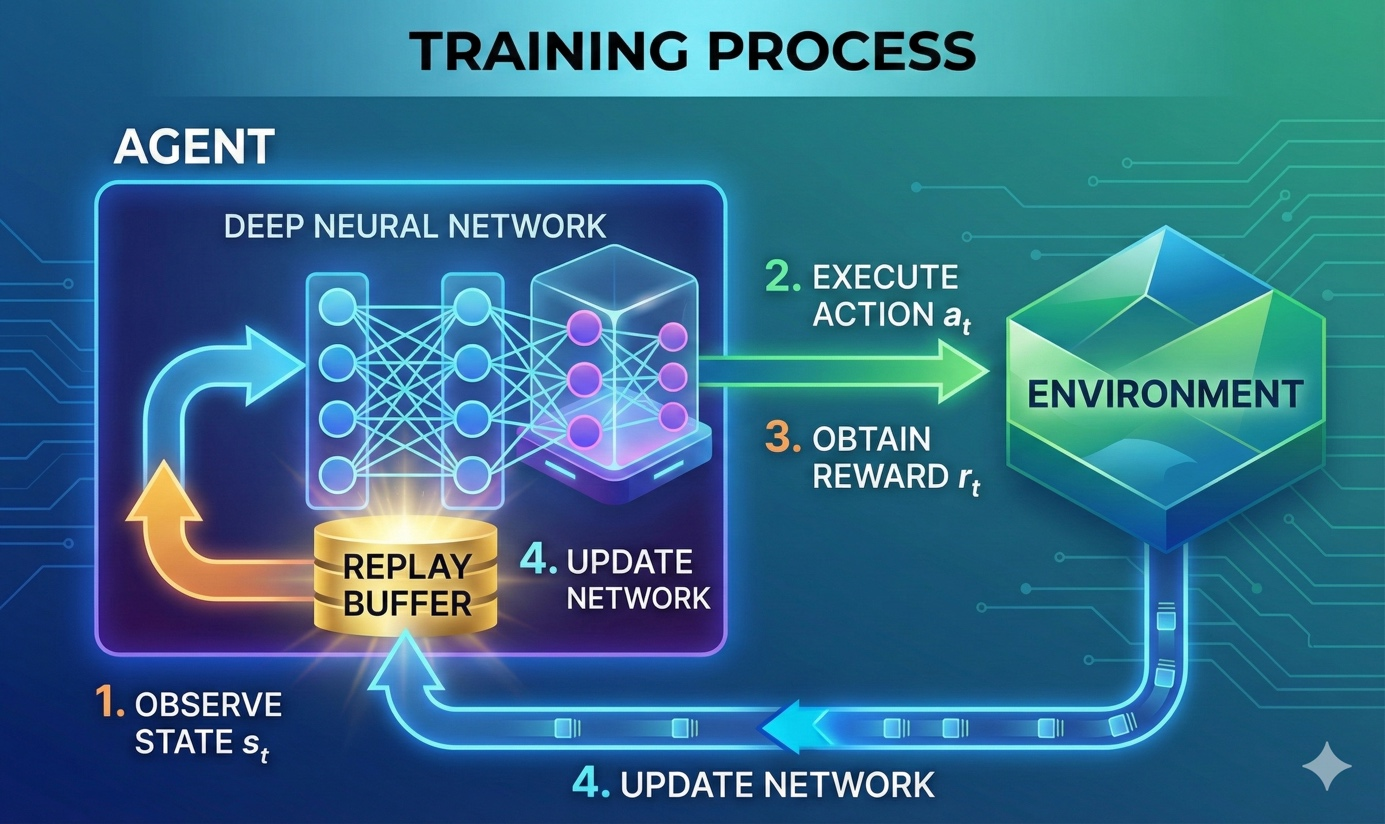 TRAINING PROCESS
AGENT
DEEP NEURAL NETWORK
2. EXECUTE
ACTION aₜ
ENVIRONMENT
3. OBTAIN
REWARD rₜ
REPLAY
BUFFER
4. UPDATE
NETWORK
1. OBSERVE
STATE sₜ
4. UPDATE NETWORK